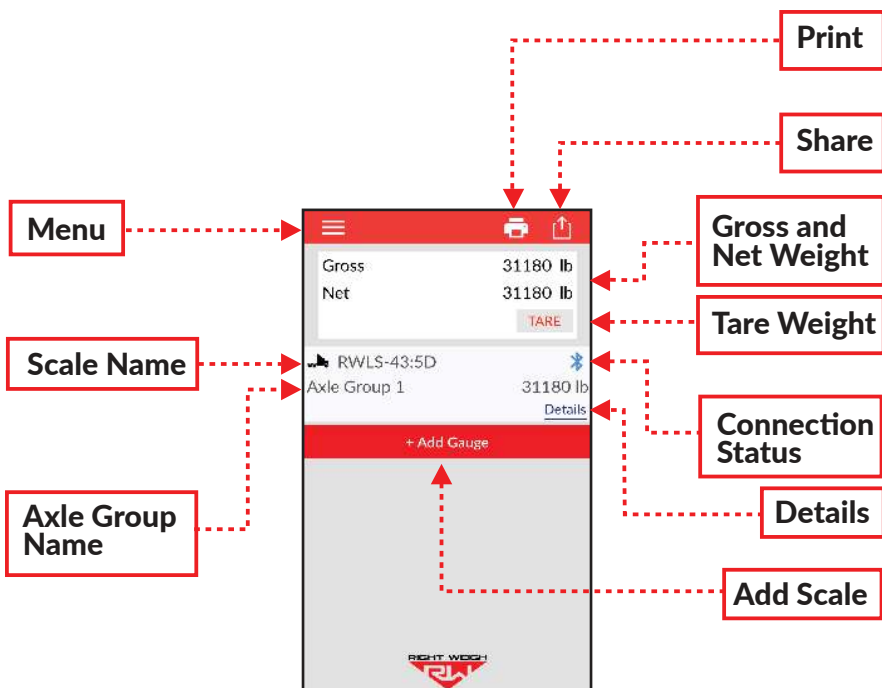 Print
Share
Menu
Gross and
Net Weight
Gross 31180 lb
Net 31180 lb
TARE
Tare Weight
Scale Name
RWLS-43:5D
Axle Group 1 31180 lb
Details
Connection
Status
+ Add Gauge
Axle Group
Name
Details
Add Scale
RIGHT WEIGH
RW